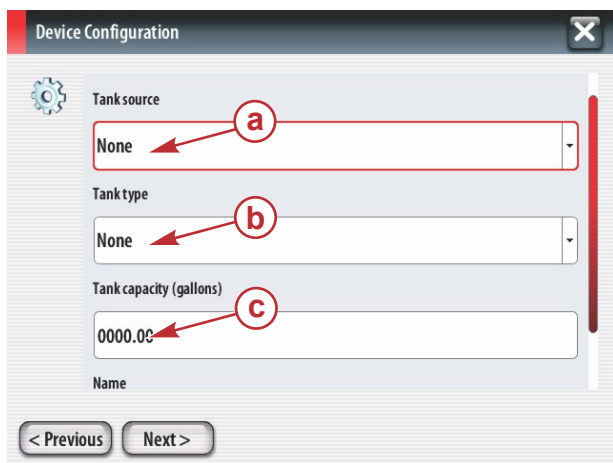 Device Configuration
Tank source
a
None
Tank type
b
None
Tank capacity (gallons)
c
0000.00
Name
< Previous
Next >